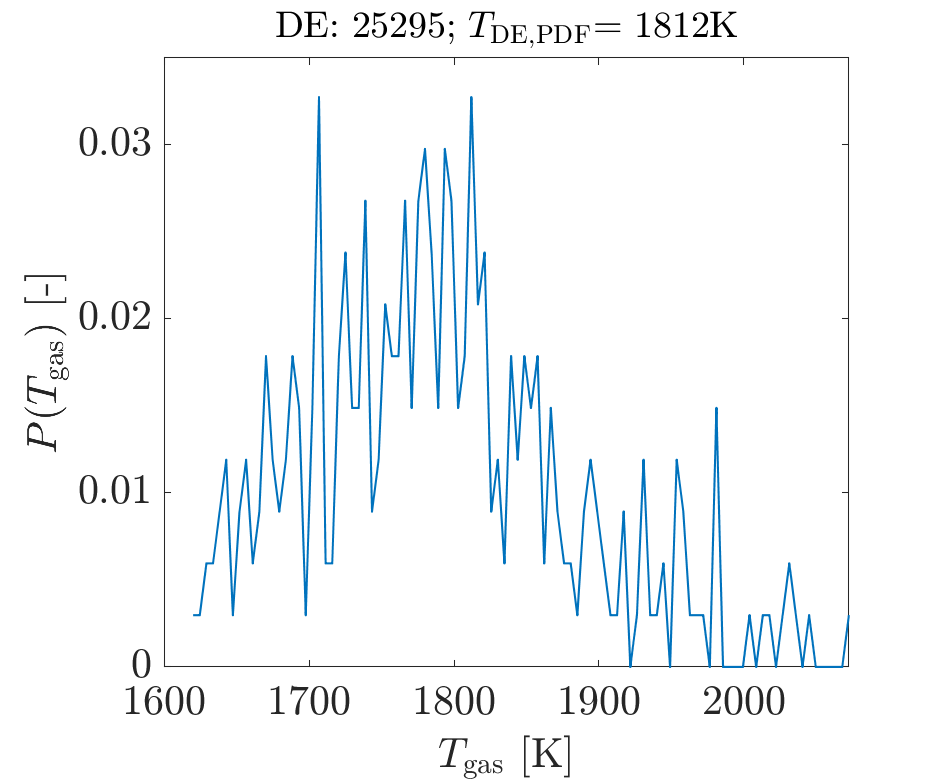 DE: 25295; T_DE,PDF= 1812K
0.03
0.02
0.01
0
P(T_gas) [-]
1600 1700 1800 1900 2000
T_gas [K]